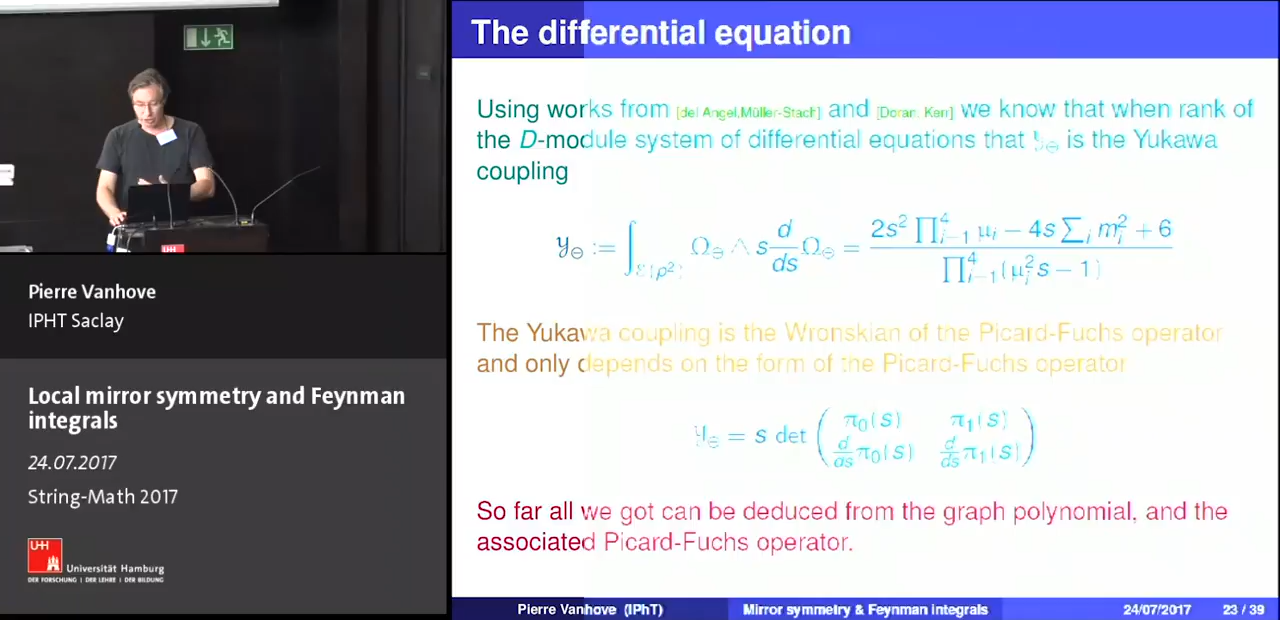 The differential equation
Using works from [del Angel,Müller-Stach] and [Doran, Kerr] we know that when rank of
the D-module system of differential equations that 𝒴⊖ is the Yukawa
coupling
𝒴⊖ := ∫ℰ(p²) Ω⊖ ∧ s d/ds Ω⊖ = (2s² ∏⁴ᵢ₌₁ μᵢ − 4s ∑ᵢ mᵢ² + 6) / (∏⁴ᵢ₌₁(μᵢ²s − 1))
The Yukawa coupling is the Wronskian of the Picard-Fuchs operator
and only depends on the form of the Picard-Fuchs operator
𝒴⊖ = s det ( π₀(s) π₁(s)
d/ds π₀(s) d/ds π₁(s) )
So far all we got can be deduced from the graph polynomial, and the
associated Picard-Fuchs operator.
Pierre Vanhove (IPhT) Mirror symmetry & Feynman integrals 24/07/2017 23 / 39
UH
Pierre Vanhove
IPHT Saclay
Local mirror symmetry and Feynman
integrals
24.07.2017
String-Math 2017
UH
Universität Hamburg
DER FORSCHUNG | DER LEHRE | DER BILDUNG